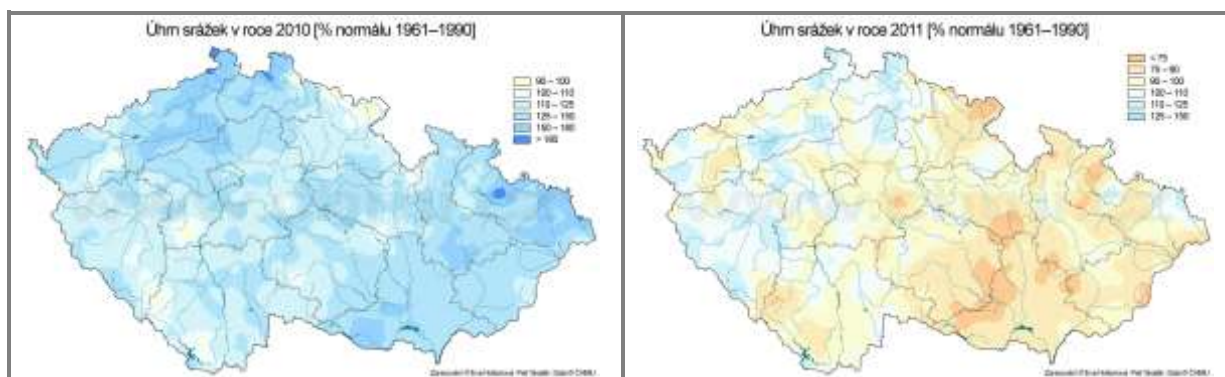 Úhrn srážek v roce 2010 [% normálu 1961–1990]
90 – 100
100 – 110
110 – 125
125 – 150
150 – 180
> 180
Úhrn srážek v roce 2011 [% normálu 1961–1990]
< 75
75 – 90
90 – 100
100 – 110
110 – 125
125 – 150